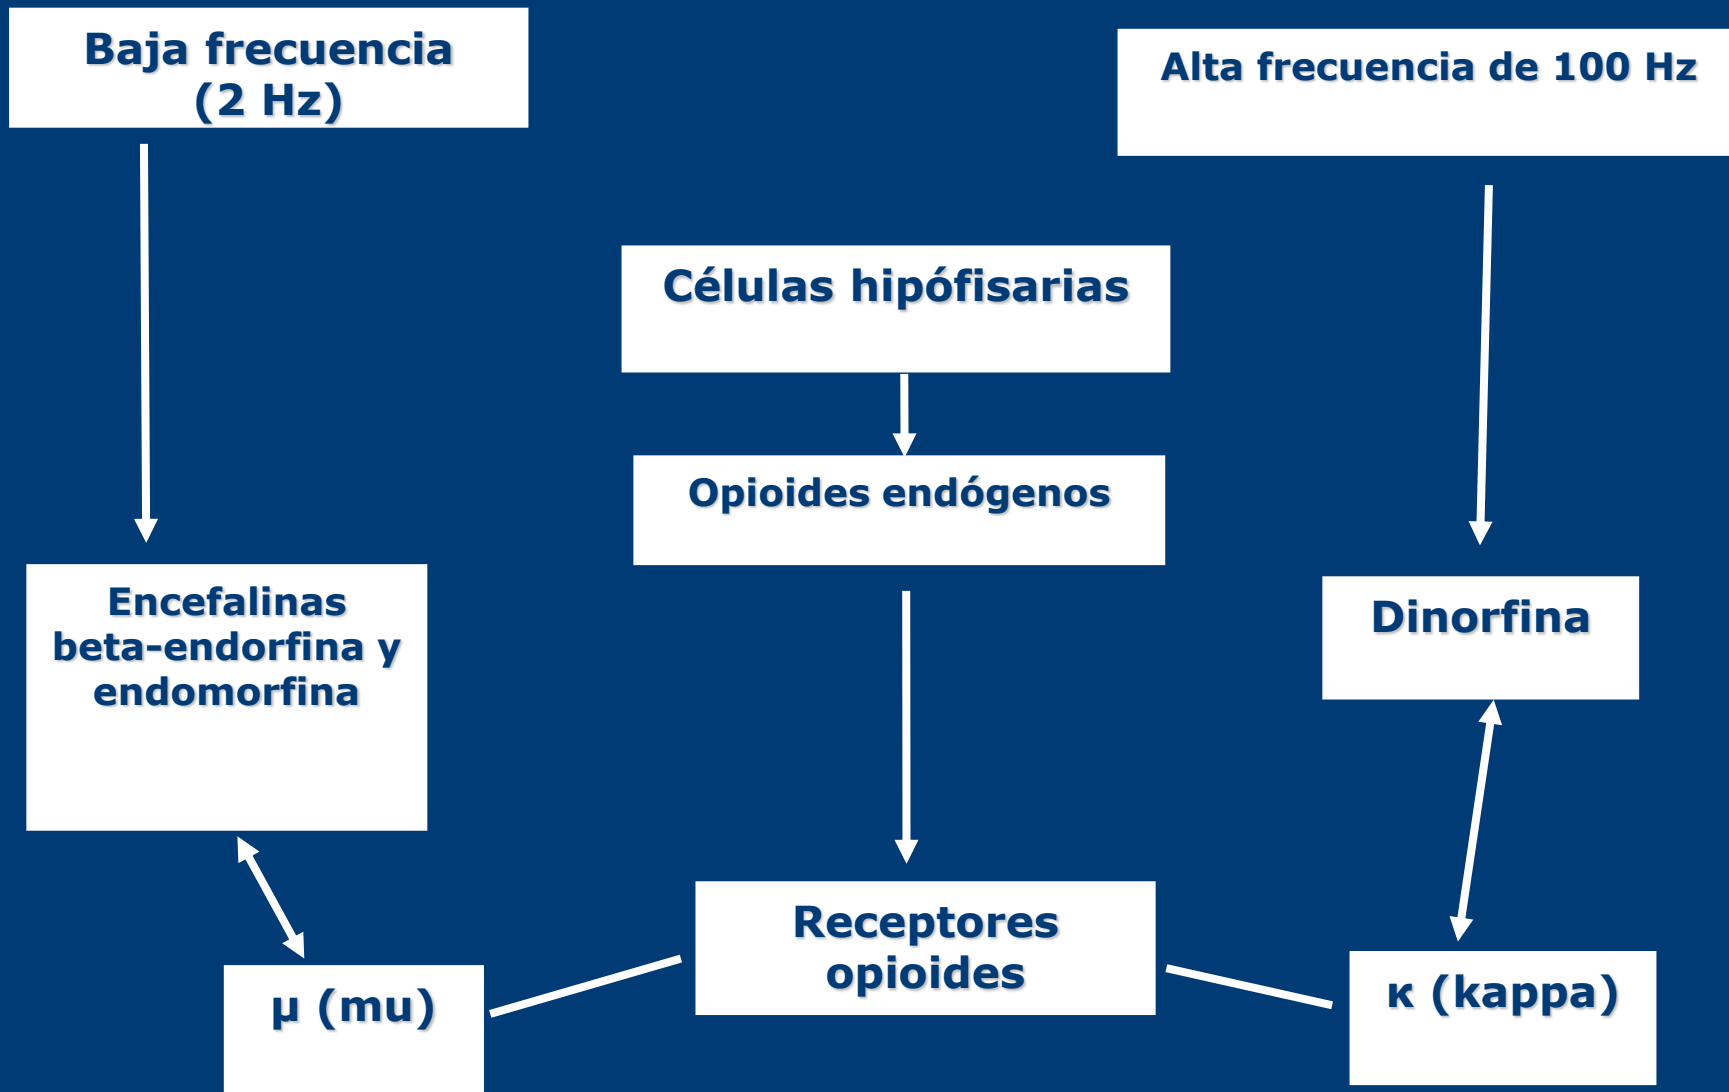 Baja frecuencia
(2 Hz)
Alta frecuencia de 100 Hz
Células hipófisarias
Opioides endógenos
Encefalinas
beta-endorfina y
endomorfina
Dinorfina
Receptores
opioides
μ (mu)
κ (kappa)